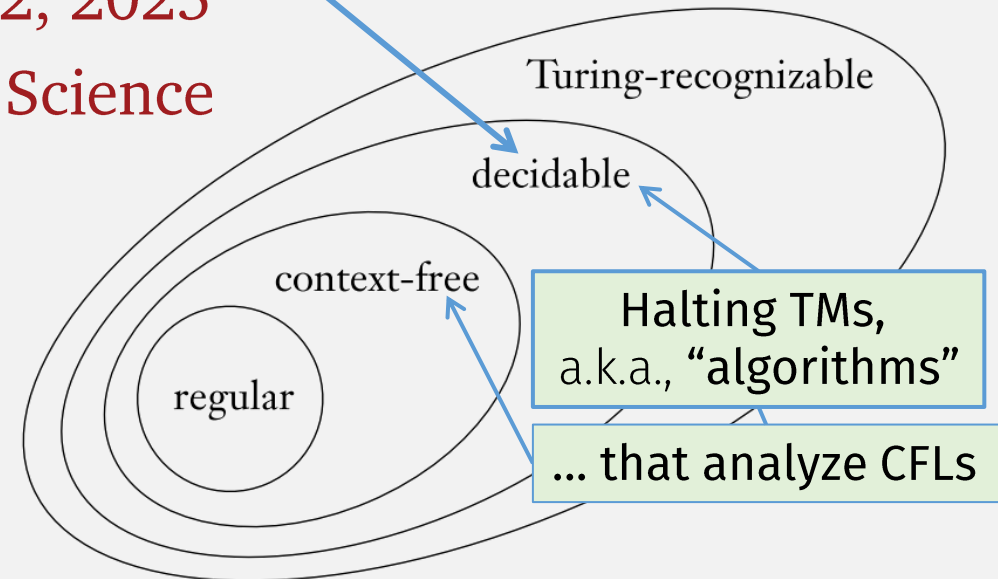 2, 2023
Science
Turing-recognizable
decidable
context-free
regular
Halting TMs,
a.k.a., “algorithms”
... that analyze CFLs